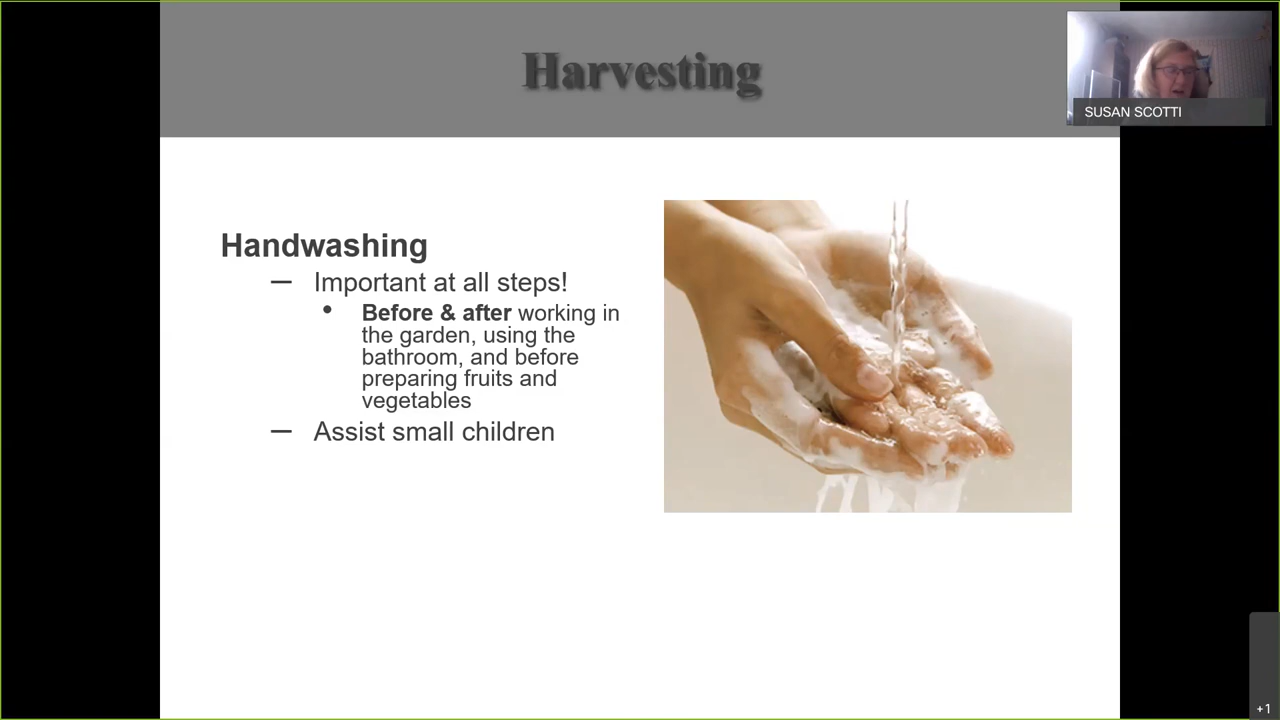 Harvesting
SUSAN SCOTTI
Handwashing
— Important at all steps!
• Before & after working in
the garden, using the
bathroom, and before
preparing fruits and
vegetables
— Assist small children
+1